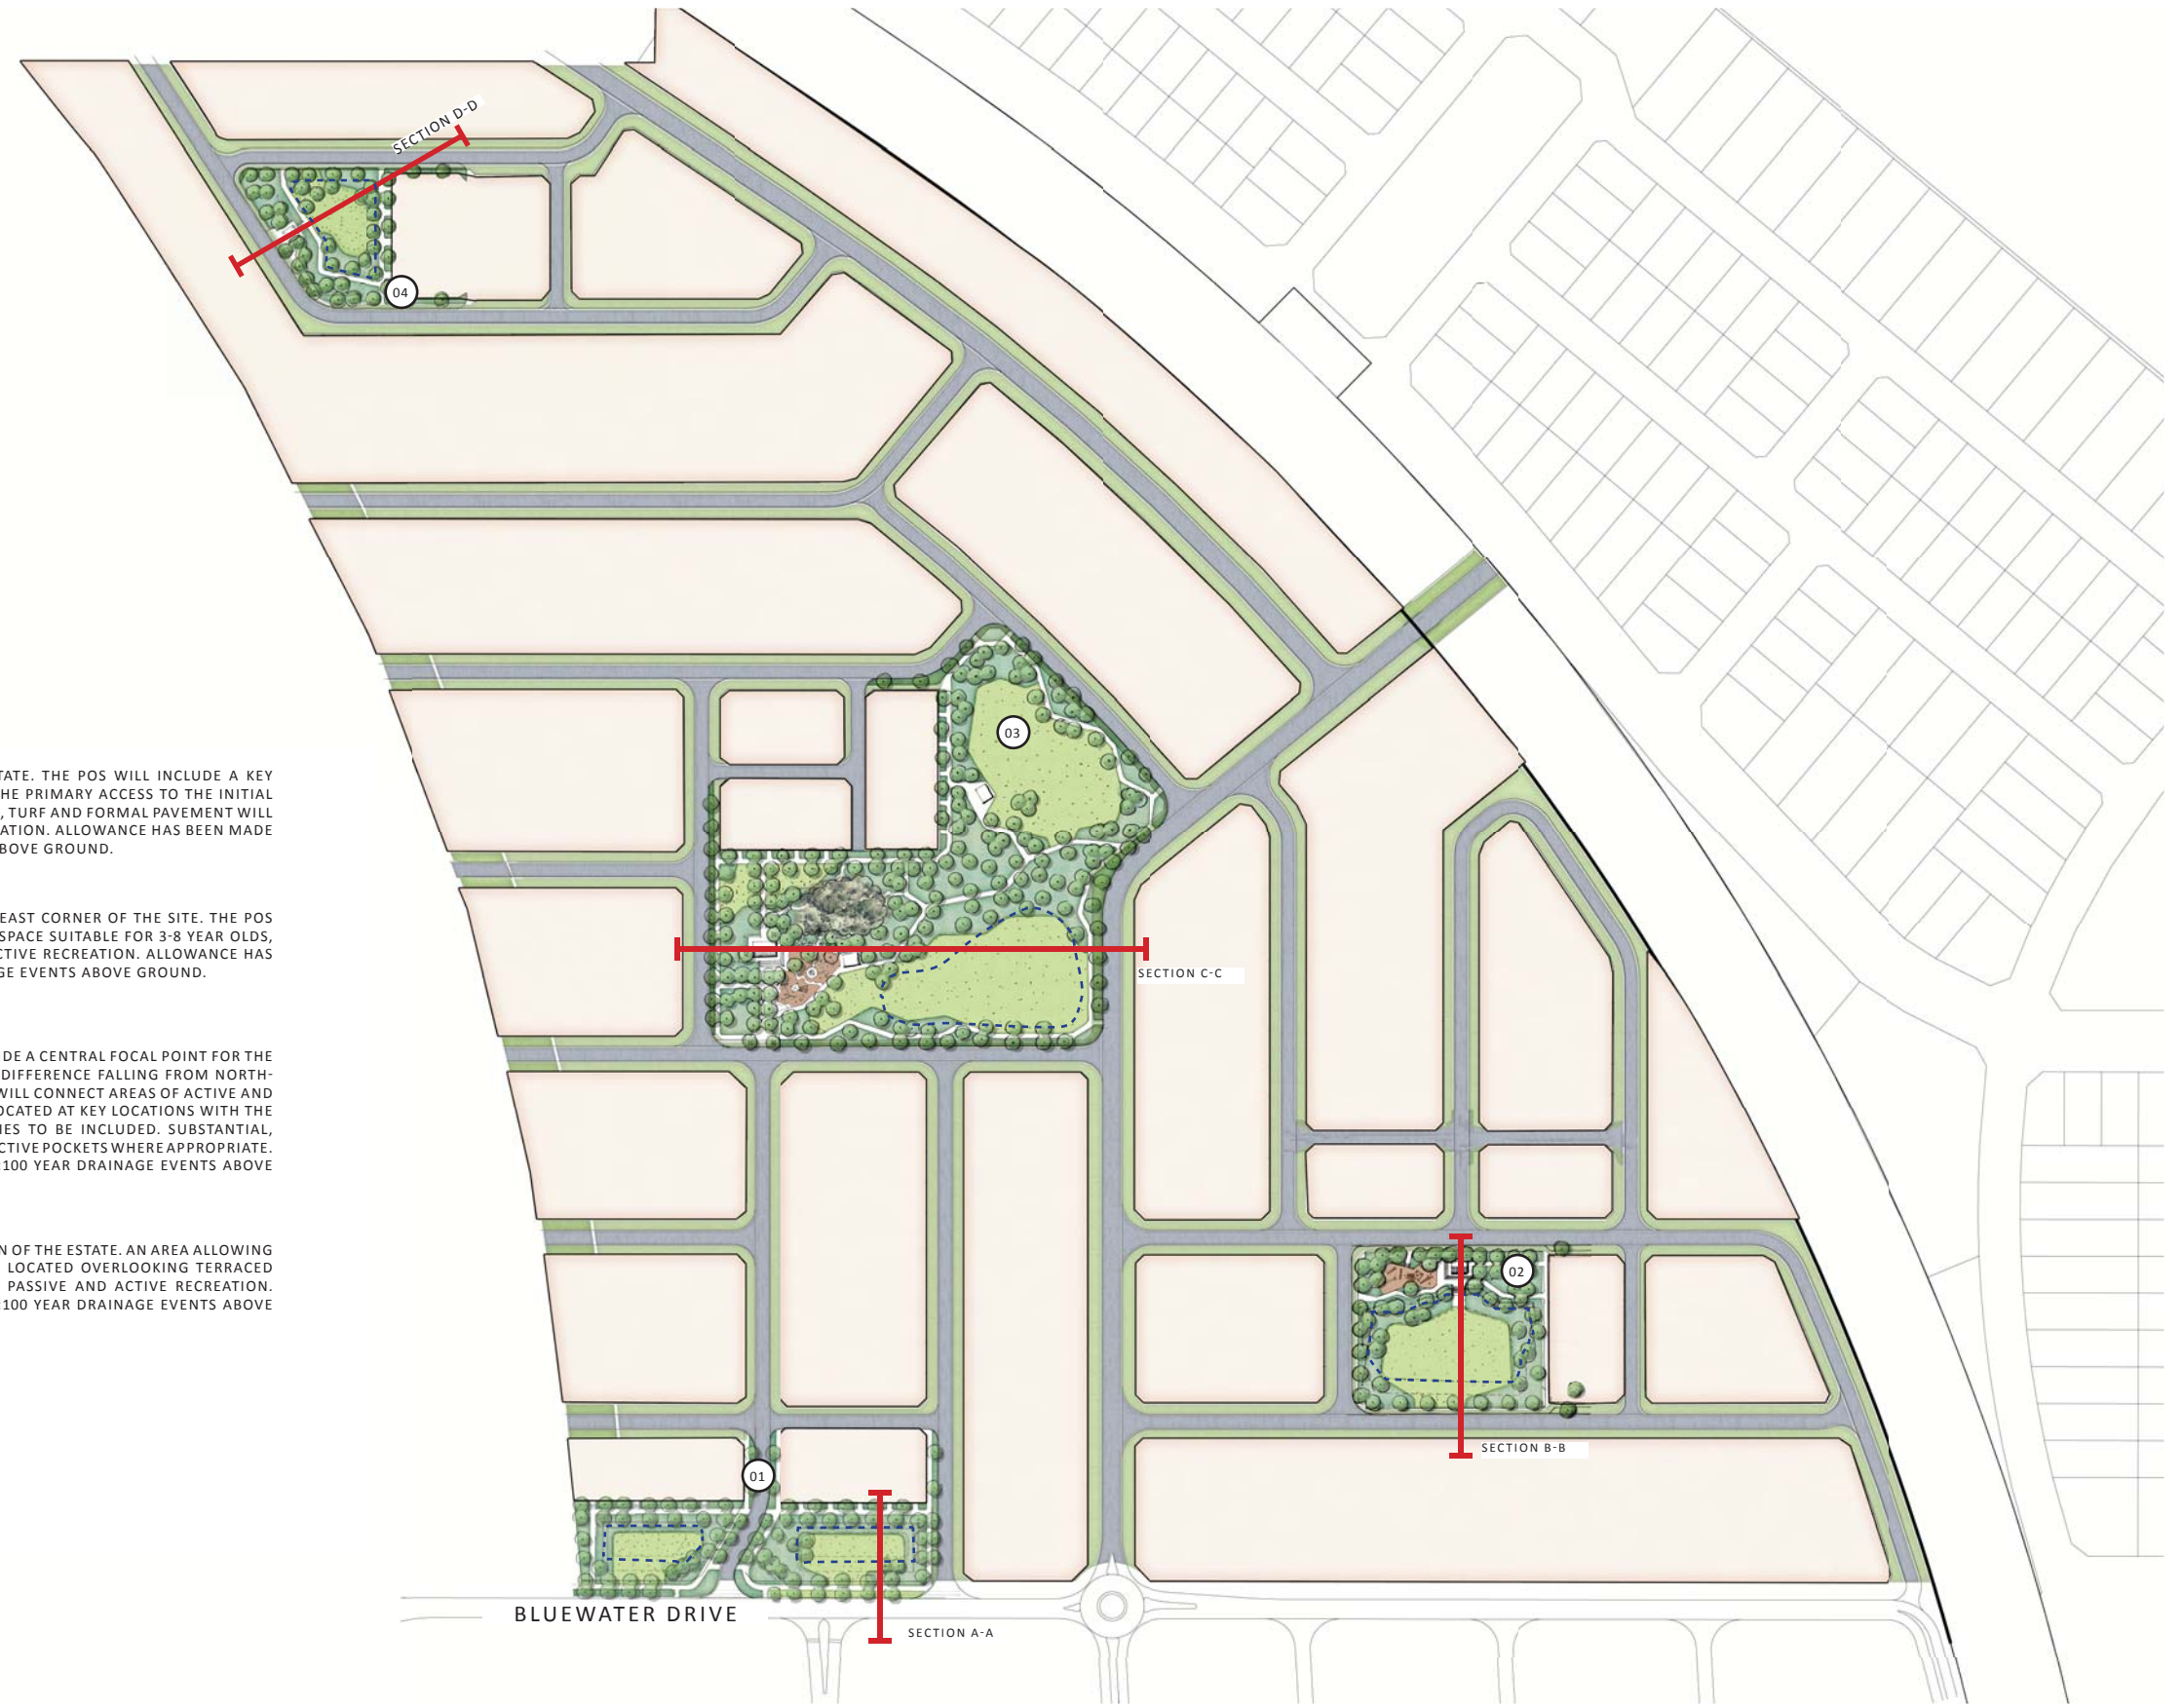 SECTION D-D
04
03
TATE. THE POS WILL INCLUDE A KEY
HE PRIMARY ACCESS TO THE INITIAL
, TURF AND FORMAL PAVEMENT WILL
ATION. ALLOWANCE HAS BEEN MADE
BOVE GROUND.
EAST CORNER OF THE SITE. THE POS
SPACE SUITABLE FOR 3-8 YEAR OLDS,
CTIVE RECREATION. ALLOWANCE HAS
GE EVENTS ABOVE GROUND.
SECTION C-C
DE A CENTRAL FOCAL POINT FOR THE
DIFFERENCE FALLING FROM NORTH-
WILL CONNECT AREAS OF ACTIVE AND
OCATED AT KEY LOCATIONS WITH THE
IES TO BE INCLUDED. SUBSTANTIAL,
CTIVE POCKETS WHERE APPROPRIATE.
:100 YEAR DRAINAGE EVENTS ABOVE
N OF THE ESTATE. AN AREA ALLOWING
LOCATED OVERLOOKING TERRACED
PASSIVE AND ACTIVE RECREATION.
:100 YEAR DRAINAGE EVENTS ABOVE
02
SECTION B-B
01
BLUEWATER DRIVE
SECTION A-A